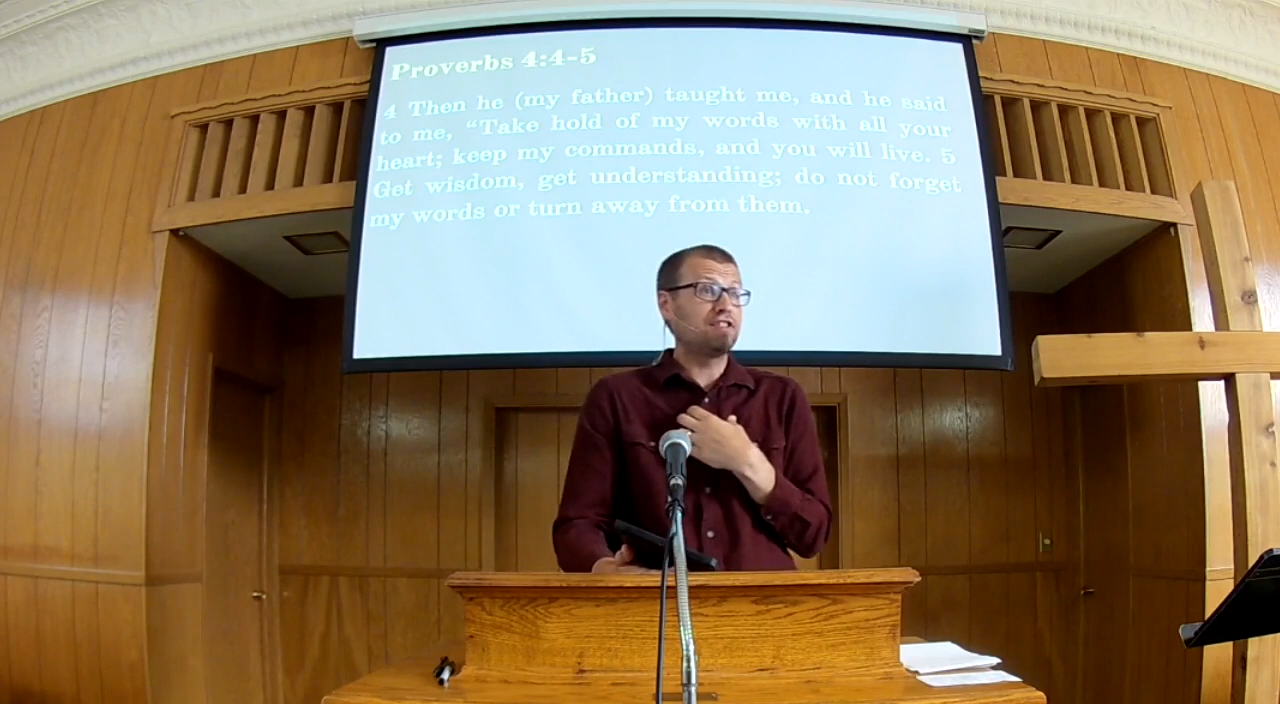 Proverbs 4:4-5
4 Then he (my father) taught me, and he said
to me, “Take hold of my words with all your
heart; keep my commands, and you will live. 5
Get wisdom, get understanding; do not forget
my words or turn away from them.